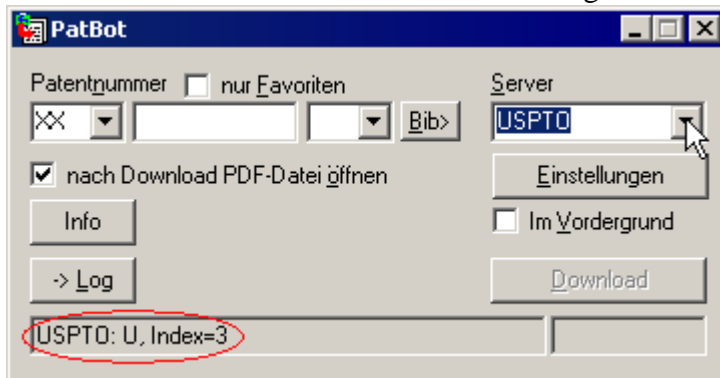 PatBot
Patentnummer nur Favoriten Server
XX Bib> USPTO
nach Download PDF-Datei öffnen Einstellungen
Info Im Vordergrund
-> Log Download
USPTO: U, Index=3